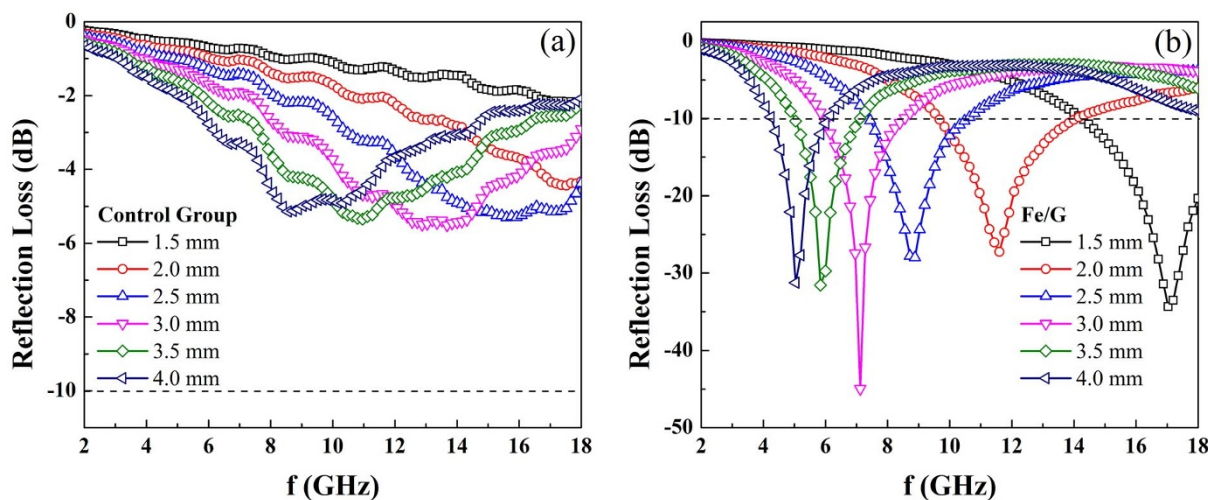 (a)
Reflection Loss (dB)
0
-2
-4
-6
-8
-10
Control Group
1.5 mm
2.0 mm
2.5 mm
3.0 mm
3.5 mm
4.0 mm
2 4 6 8 10 12 14 16 18
f (GHz)
(b)
Reflection Loss (dB)
0
-10
-20
-30
-40
-50
Fe/G
1.5 mm
2.0 mm
2.5 mm
3.0 mm
3.5 mm
4.0 mm
2 4 6 8 10 12 14 16 18
f (GHz)